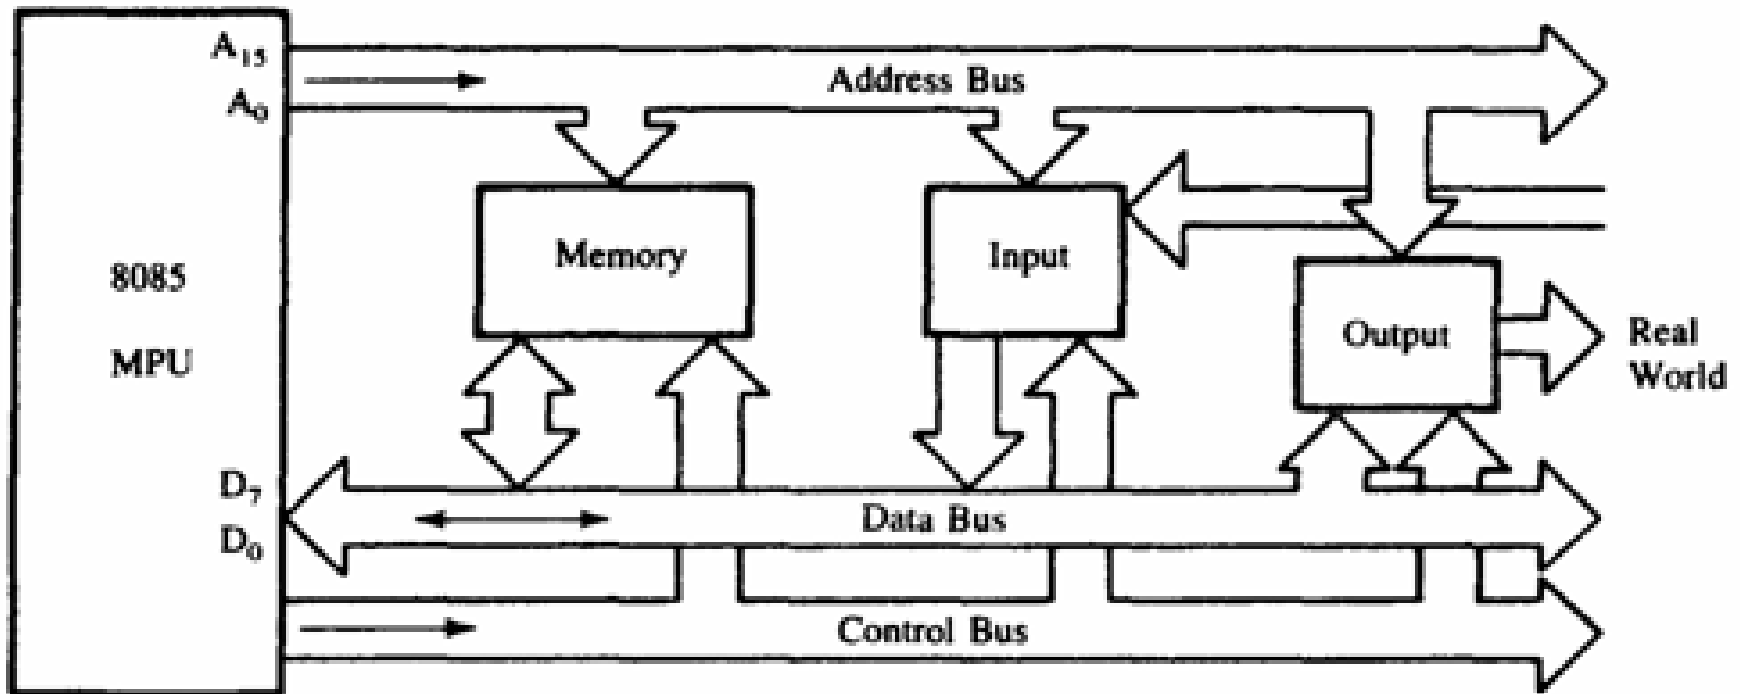 A15
Address Bus
A0
Memory
Input
8085
MPU
Output
Real
World
D7
Data Bus
D0
Control Bus